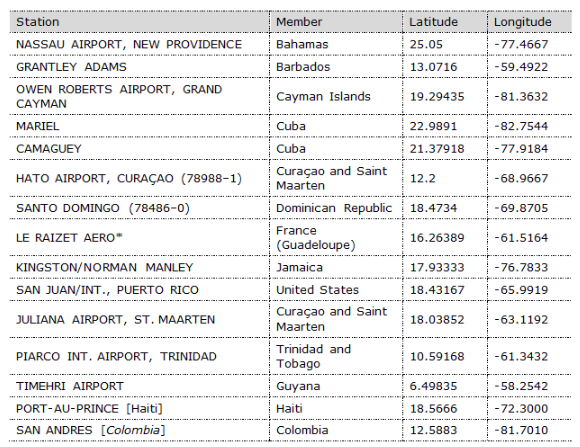 Station Member Latitude Longitude
NASSAU AIRPORT, NEW PROVIDENCE Bahamas 25.05 -77.4667
GRANTLEY ADAMS Barbados 13.0716 -59.4922
OWEN ROBERTS AIRPORT, GRAND
CAYMAN Cayman Islands 19.29435 -81.3632
MARIEL Cuba 22.9891 -82.7544
CAMAGUEY Cuba 21.37918 -77.9184
HATO AIRPORT, CURAÇAO (78988–1) Curaçao and Saint
Maarten 12.2 -68.9667
SANTO DOMINGO (78486–0) Dominican Republic 18.4734 -69.8705
LE RAIZET AERO* France
(Guadeloupe) 16.26389 -61.5164
KINGSTON/NORMAN MANLEY Jamaica 17.93333 -76.7833
SAN JUAN/INT., PUERTO RICO United States 18.43167 -65.9919
JULIANA AIRPORT, ST. MAARTEN Curaçao and Saint
Maarten 18.03852 -63.1192
PIARCO INT. AIRPORT, TRINIDAD Trinidad and
Tobago 10.59168 -61.3432
TIMEHRI AIRPORT Guyana 6.49835 -58.2542
PORT-AU-PRINCE [Haiti] Haiti 18.5666 -72.3000
SAN ANDRES [Colombia] Colombia 12.5883 -81.7010